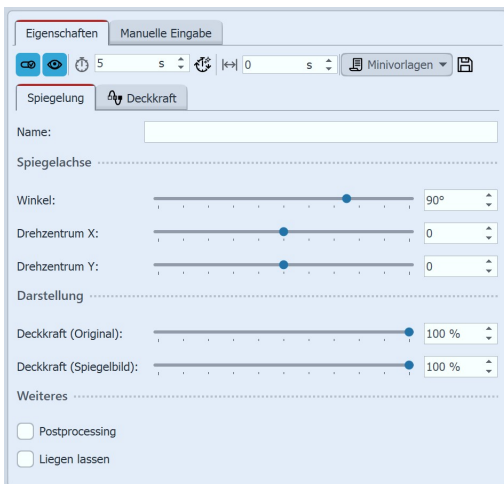 Eigenschaften Manuelle Eingabe
5 s 0 s Minivorlagen
Spiegelung Deckkraft
Name:
Spiegelachse
Winkel: 90°
Drehzentrum X: 0
Drehzentrum Y: 0
Darstellung
Deckkraft (Original): 100 %
Deckkraft (Spiegelbild): 100 %
Weiteres
Postprocessing
Liegen lassen